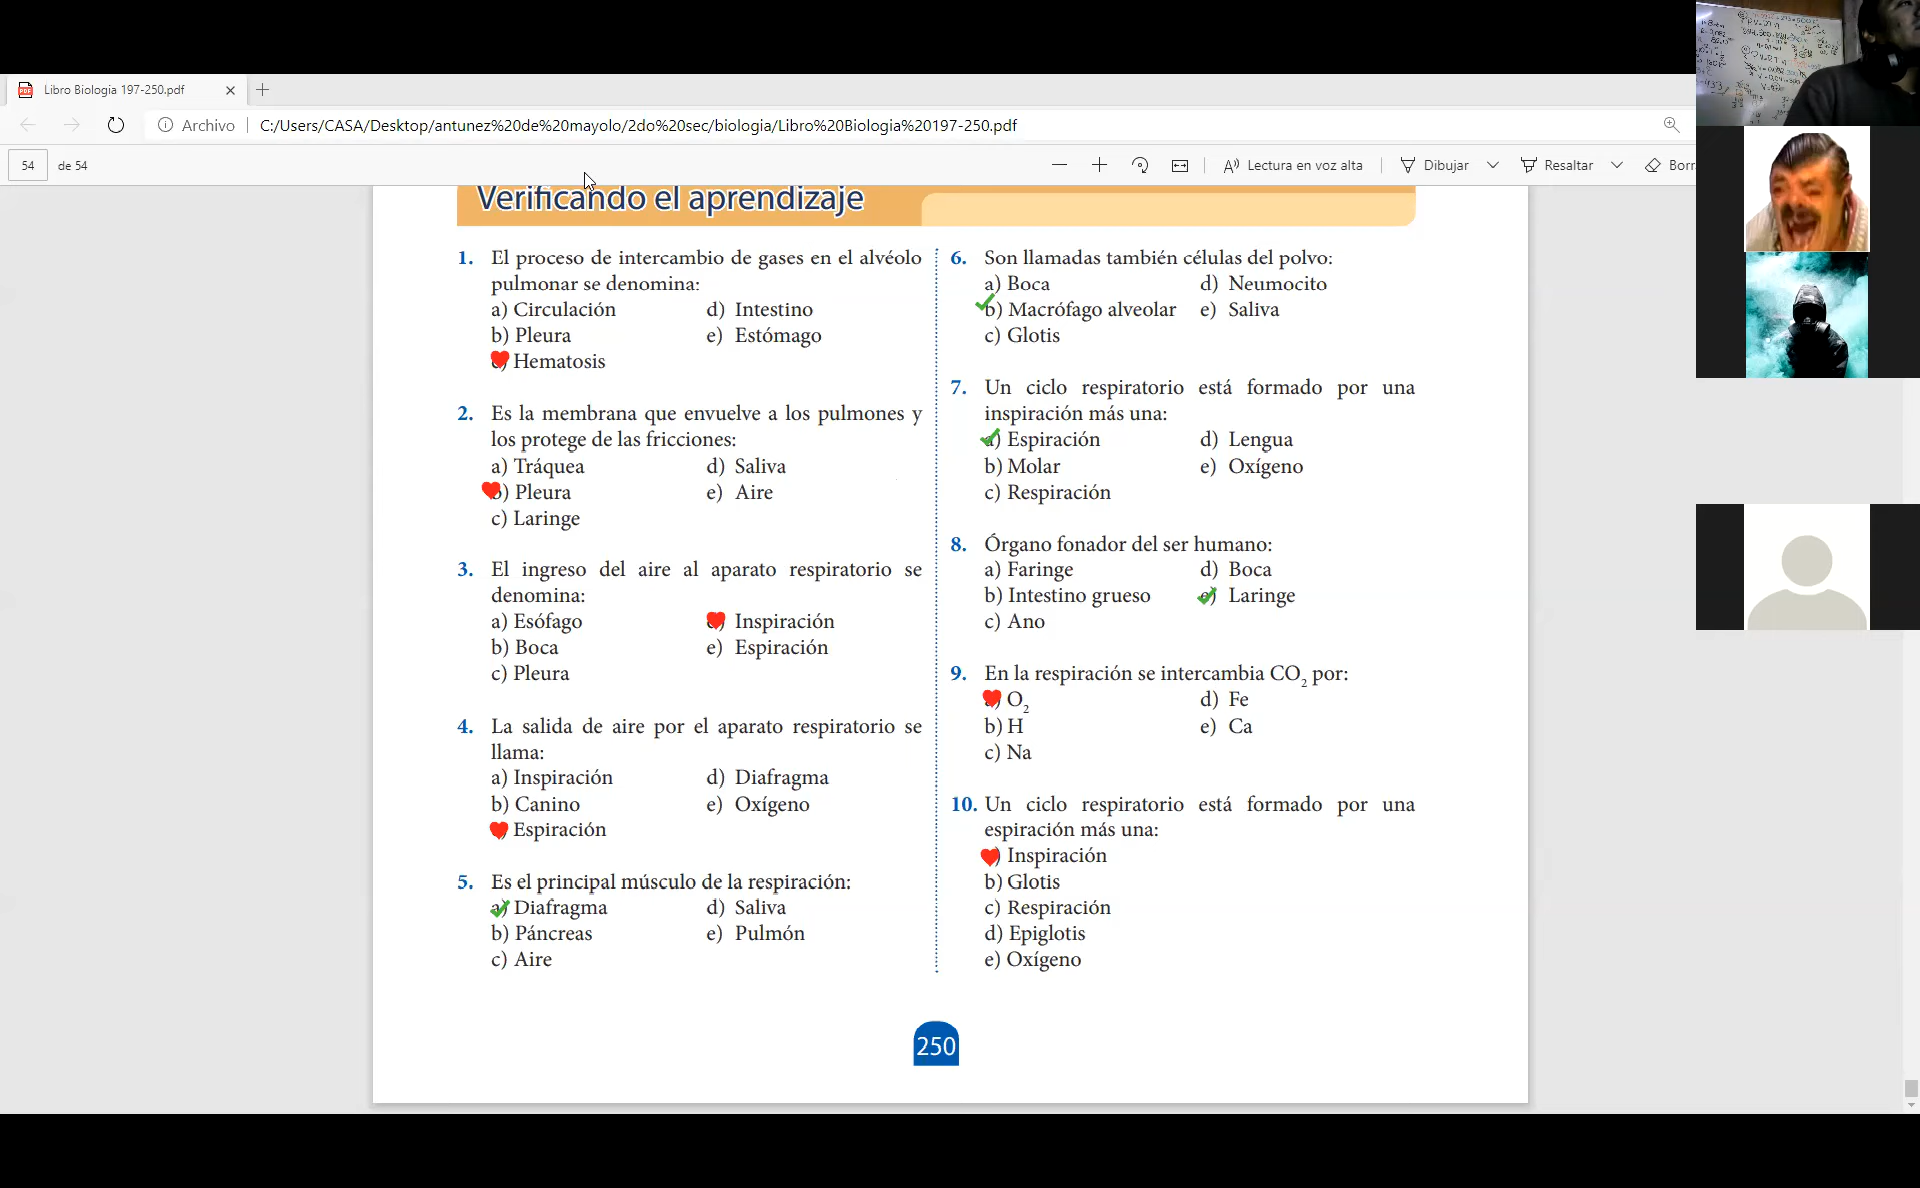 Libro Biologia 197-250.pdf
Archivo
C:/Users/CASA/Desktop/antunez%20de%20mayolo/2do%20sec/biologia/Libro%20Biologia%20197-250.pdf
54 de 54
Lectura en voz alta
Dibujar
Resaltar
Borr
Verificando el aprendizaje
1. El proceso de intercambio de gases en el alvéolo
pulmonar se denomina:
a) Circulación d) Intestino
b) Pleura e) Estómago
Hematosis
2. Es la membrana que envuelve a los pulmones y
los protege de las fricciones:
a) Tráquea d) Saliva
b) Pleura e) Aire
c) Laringe
3. El ingreso del aire al aparato respiratorio se
denomina:
a) Esófago Inspiración
b) Boca e) Espiración
c) Pleura
4. La salida de aire por el aparato respiratorio se
llama:
a) Inspiración d) Diafragma
b) Canino e) Oxígeno
Espiración
5. Es el principal músculo de la respiración:
a) Diafragma d) Saliva
b) Páncreas e) Pulmón
c) Aire
6. Son llamadas también células del polvo:
a) Boca d) Neumocito
b) Macrófago alveolar e) Saliva
c) Glotis
7. Un ciclo respiratorio está formado por una
inspiración más una:
a) Espiración d) Lengua
b) Molar e) Oxígeno
c) Respiración
8. Órgano fonador del ser humano:
a) Faringe d) Boca
b) Intestino grueso e) Laringe
c) Ano
9. En la respiración se intercambia CO2 por:
O2 d) Fe
b) H e) Ca
c) Na
10. Un ciclo respiratorio está formado por una
espiración más una:
Inspiración
b) Glotis
c) Respiración
d) Epiglotis
e) Oxígeno
250